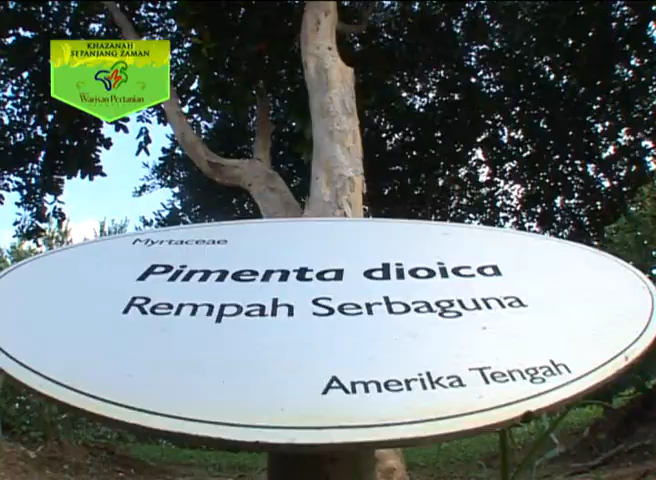 KHAZANAH
SEPANJANG ZAMAN
Warisan Pertanian
Myrtaceae
Pimenta dioica
Rempah Serbaguna
Amerika Tengah